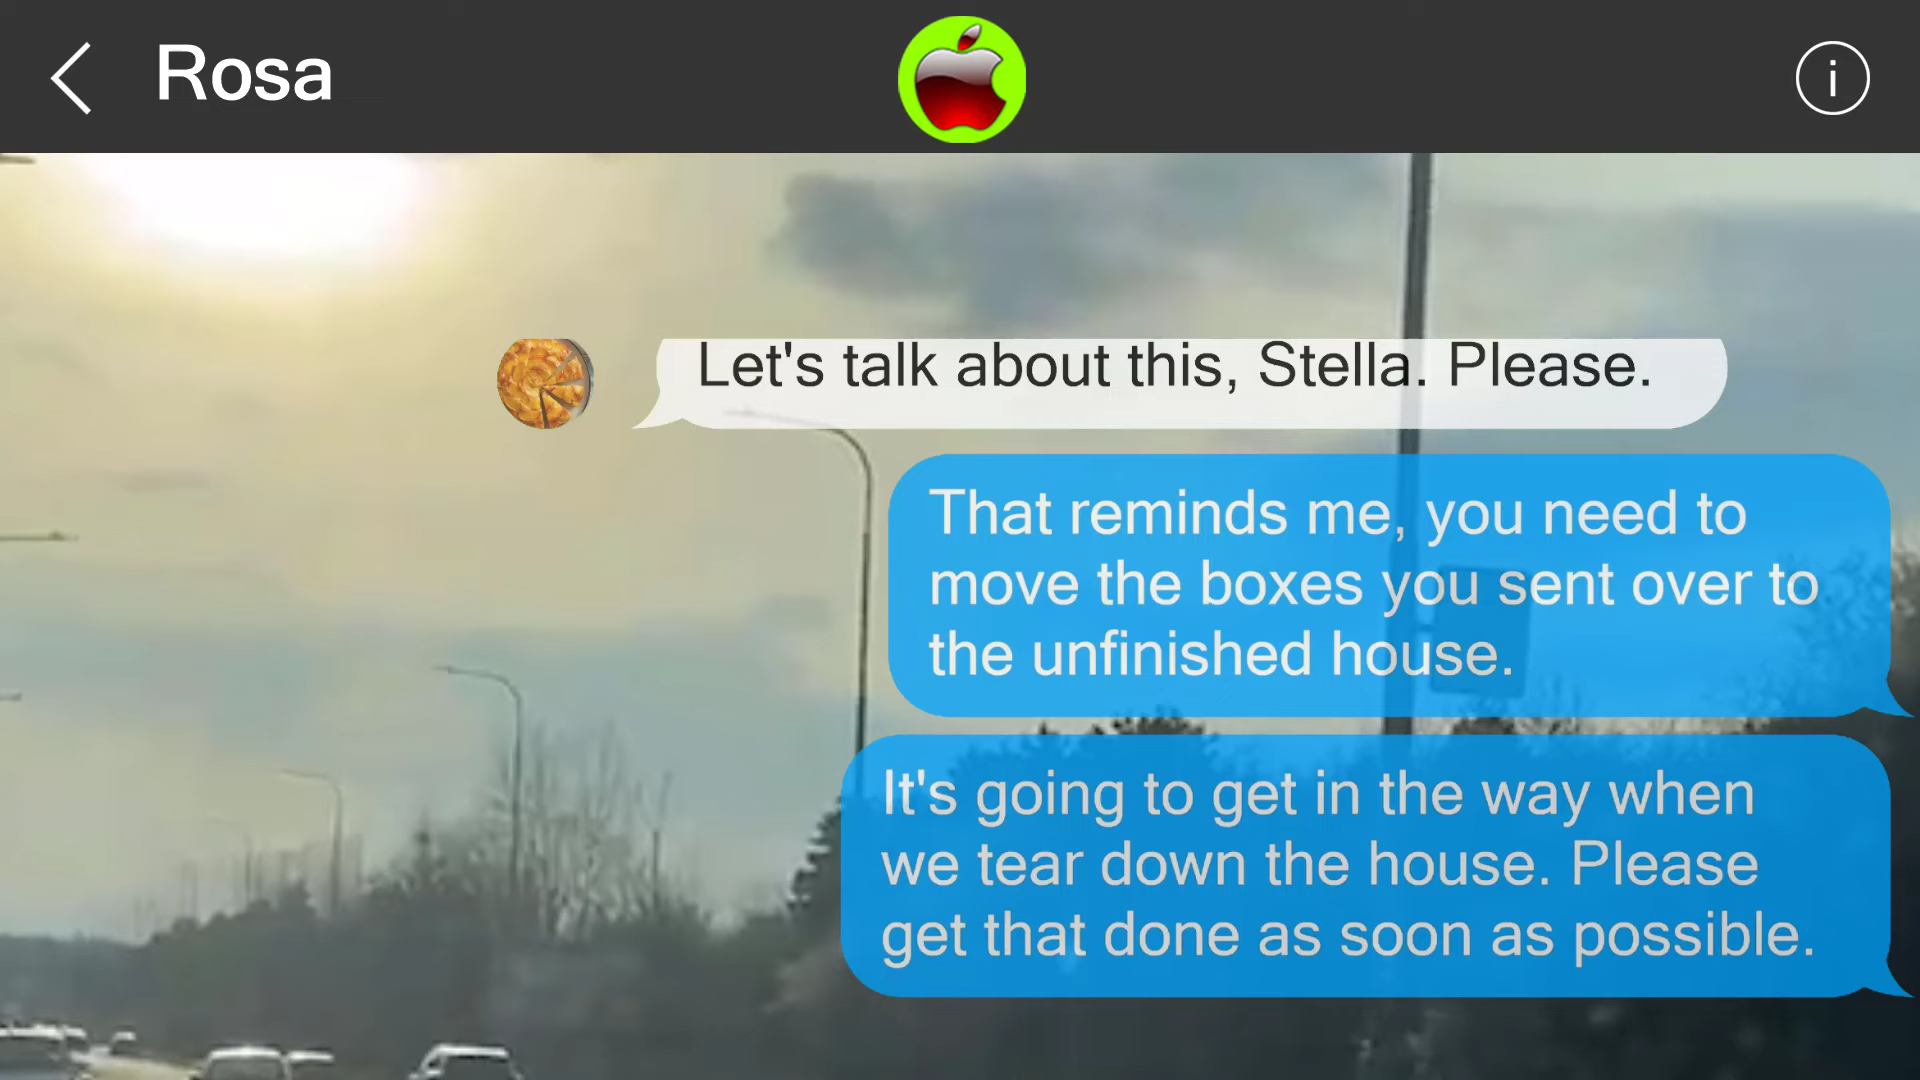 Rosa
Let's talk about this, Stella. Please.
That reminds me, you need to
move the boxes you sent over to
the unfinished house.
It's going to get in the way when
we tear down the house. Please
get that done as soon as possible.